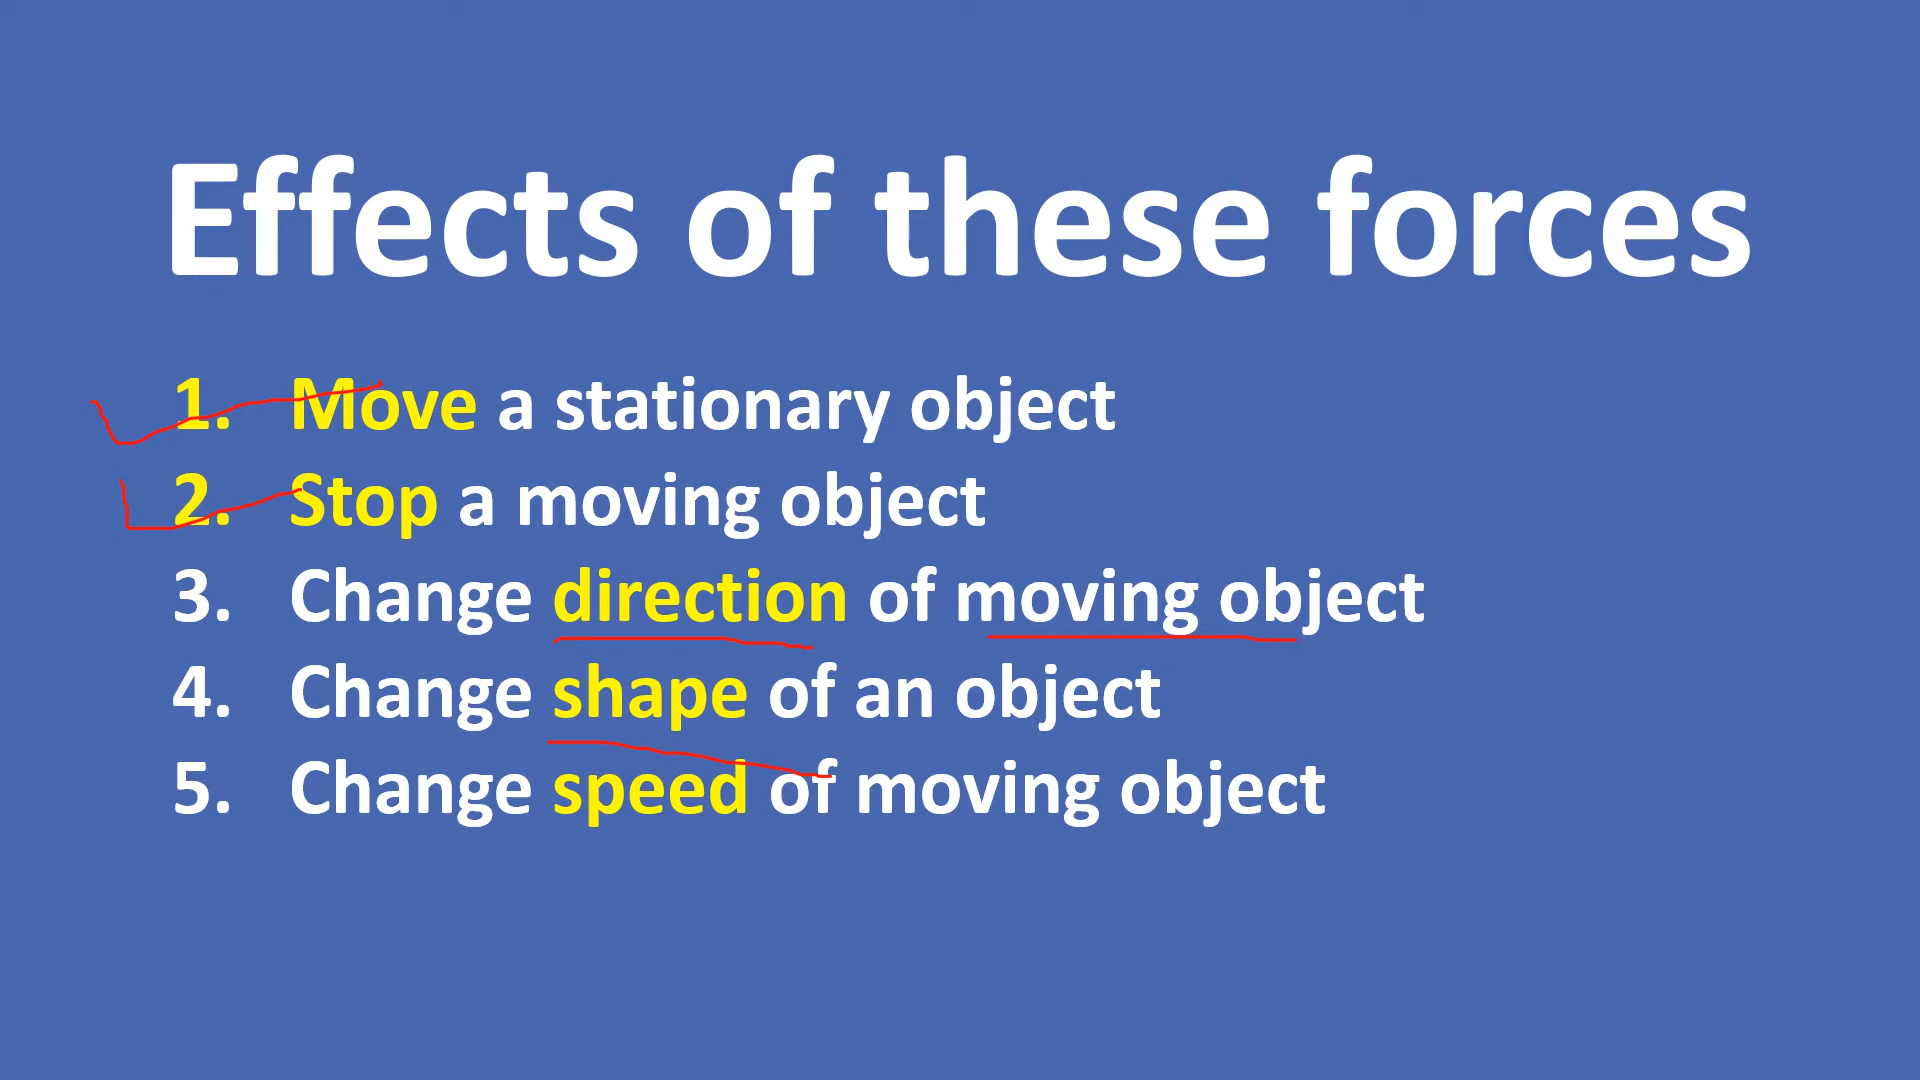 Effects of these forces
1. Move a stationary object
2. Stop a moving object
3. Change direction of moving object
4. Change shape of an object
5. Change speed of moving object